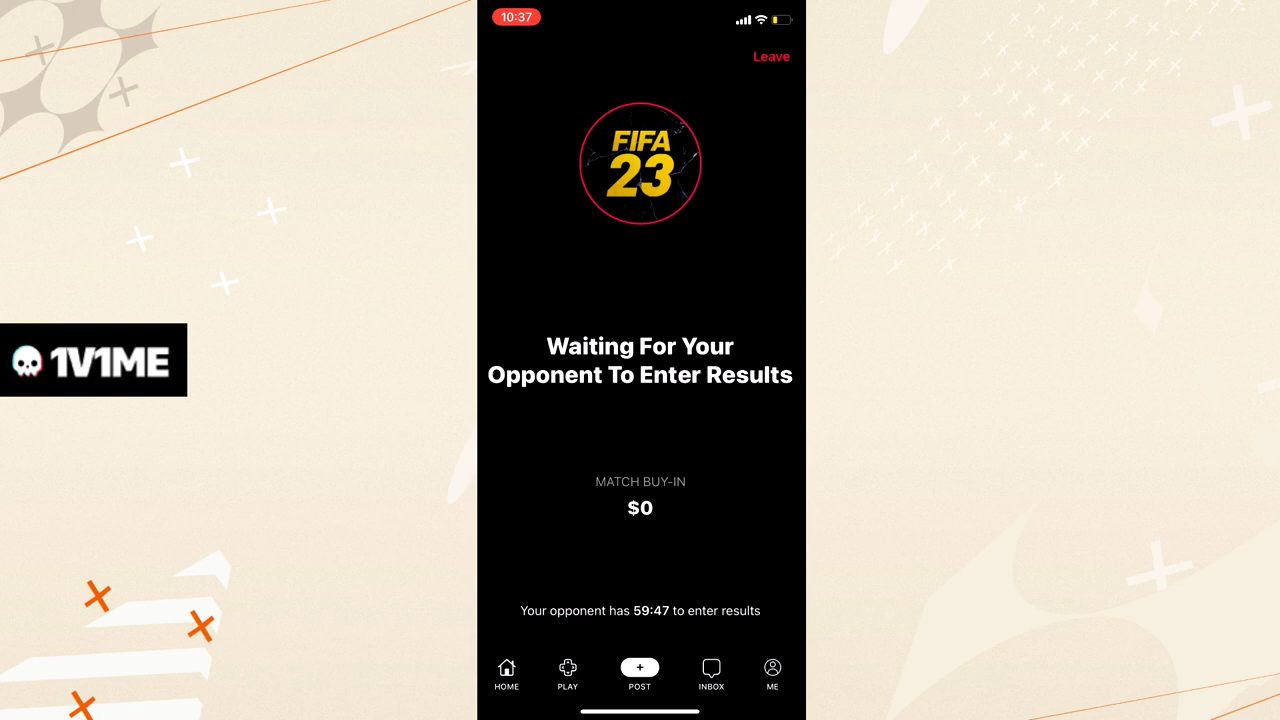 10:37
Leave
FIFA
23
1V1ME
Waiting For Your
Opponent To Enter Results
MATCH BUY-IN
$0
Your opponent has 59:47 to enter results
HOME
PLAY
POST
INBOX
ME